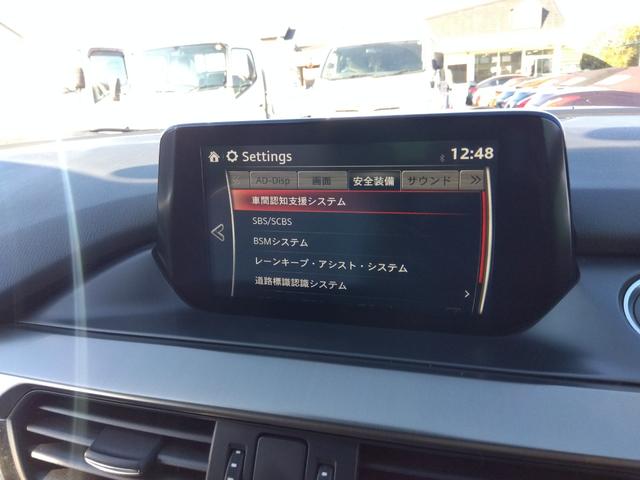 Settings
12:48
AD-Disp 画面 安全装備 サウンド
車間認知支援システム
SBS/SCBS
BSMシステム
レーンキープ・アシスト・システム
道路標識認識システム